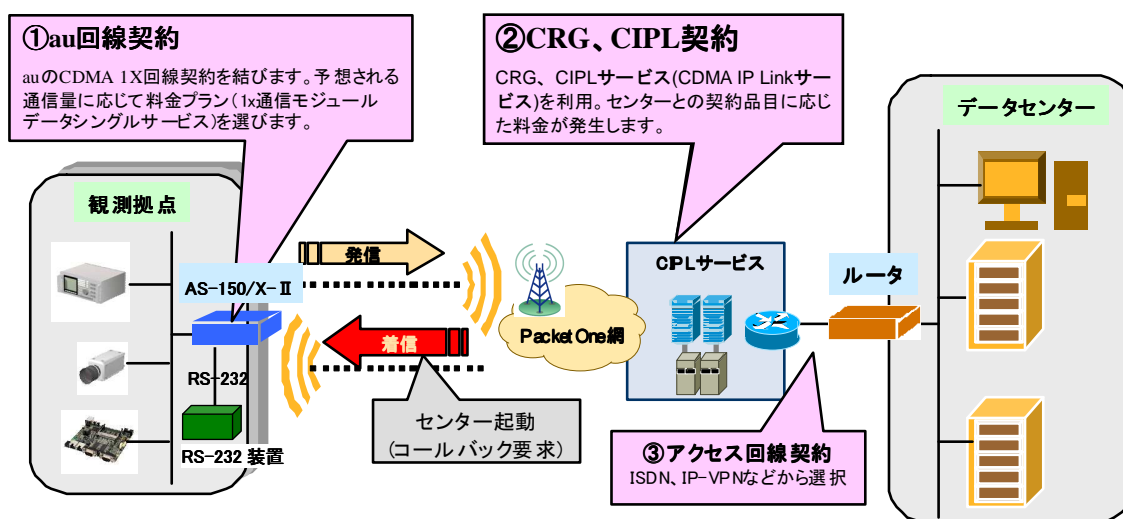 ①au回線契約
auのCDMA 1X回線契約を結びます。予想される
通信量に応じて料金プラン(1x通信モジュール
データシングルサービス)を選びます。
②CRG、CIPL契約
CRG、CIPLサービス(CDMA IP Linkサー
ビス)を利用。センターとの契約品目に応じ
た料金が発生します。
データセンター
観測拠点
発信
AS-150/X-Ⅱ
CIPLサービス
ルータ
Packet One網
着信
RS-232
センター起動
(コールバック要求)
RS-232 装置
③アクセス回線契約
ISDN、IP-VPNなどから選択